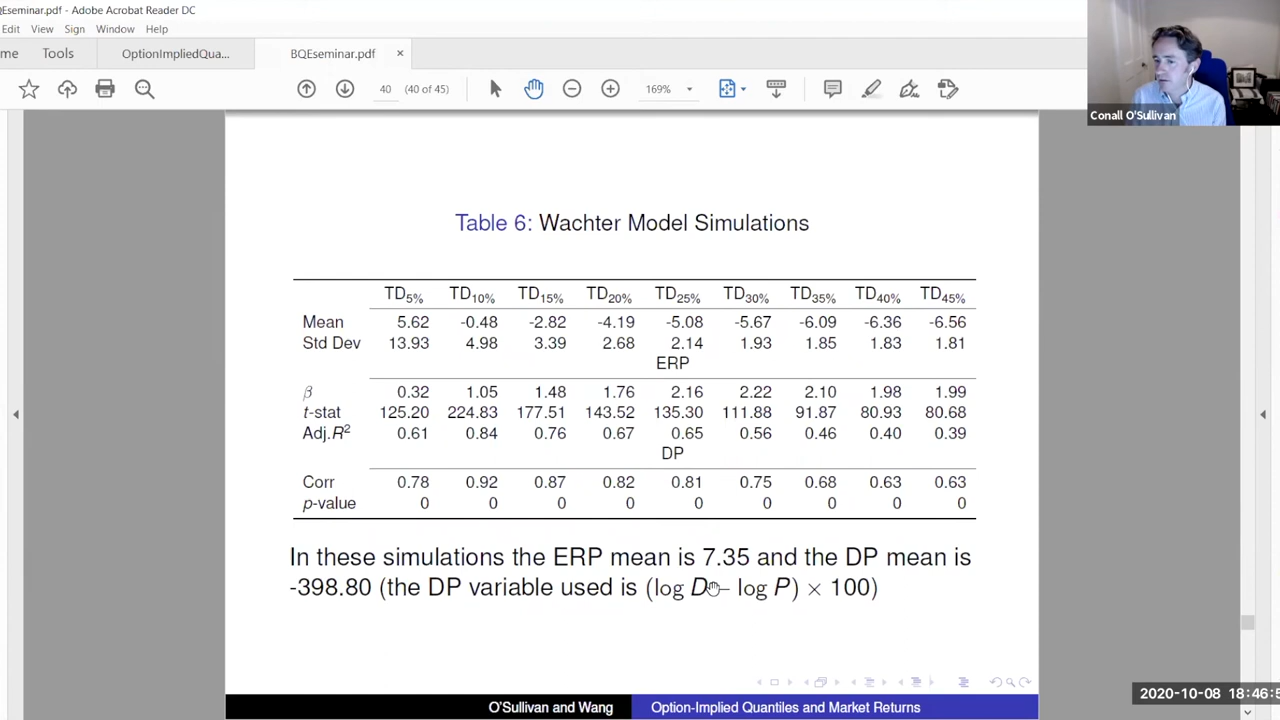 QEseminar.pdf - Adobe Acrobat Reader DC
Edit View Sign Window Help
me Tools OptionImpliedQua... BQEseminar.pdf ×
40 (40 of 45) 169%
Conall O'Sullivan
Table 6: Wachter Model Simulations
TD5% TD10% TD15% TD20% TD25% TD30% TD35% TD40% TD45%
Mean 5.62 -0.48 -2.82 -4.19 -5.08 -5.67 -6.09 -6.36 -6.56
Std Dev 13.93 4.98 3.39 2.68 2.14 1.93 1.85 1.83 1.81
ERP
β 0.32 1.05 1.48 1.76 2.16 2.22 2.10 1.98 1.99
t-stat 125.20 224.83 177.51 143.52 135.30 111.88 91.87 80.93 80.68
Adj.R² 0.61 0.84 0.76 0.67 0.65 0.56 0.46 0.40 0.39
DP
Corr 0.78 0.92 0.87 0.82 0.81 0.75 0.68 0.63 0.63
p-value 0 0 0 0 0 0 0 0 0
In these simulations the ERP mean is 7.35 and the DP mean is
-398.80 (the DP variable used is (log D – log P) × 100)
O'Sullivan and Wang Option-Implied Quantiles and Market Returns
2020-10-08 18:46:5